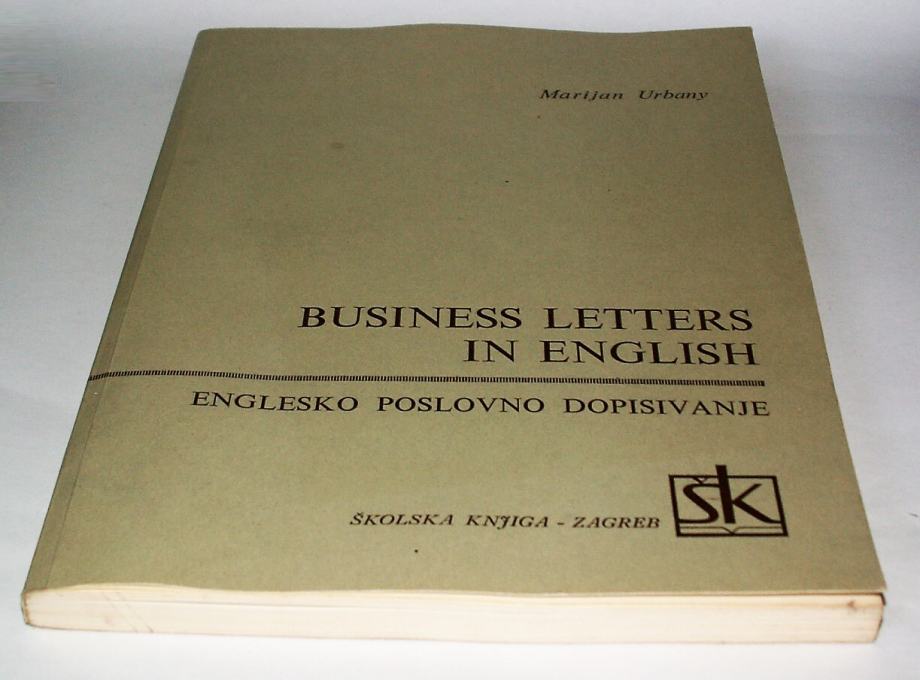 Marijan Urbany
BUSINESS LETTERS
IN ENGLISH
ENGLESKO POSLOVNO DOPISIVANJE
ŠKOLSKA KNJIGA - ZAGREB
ŠK